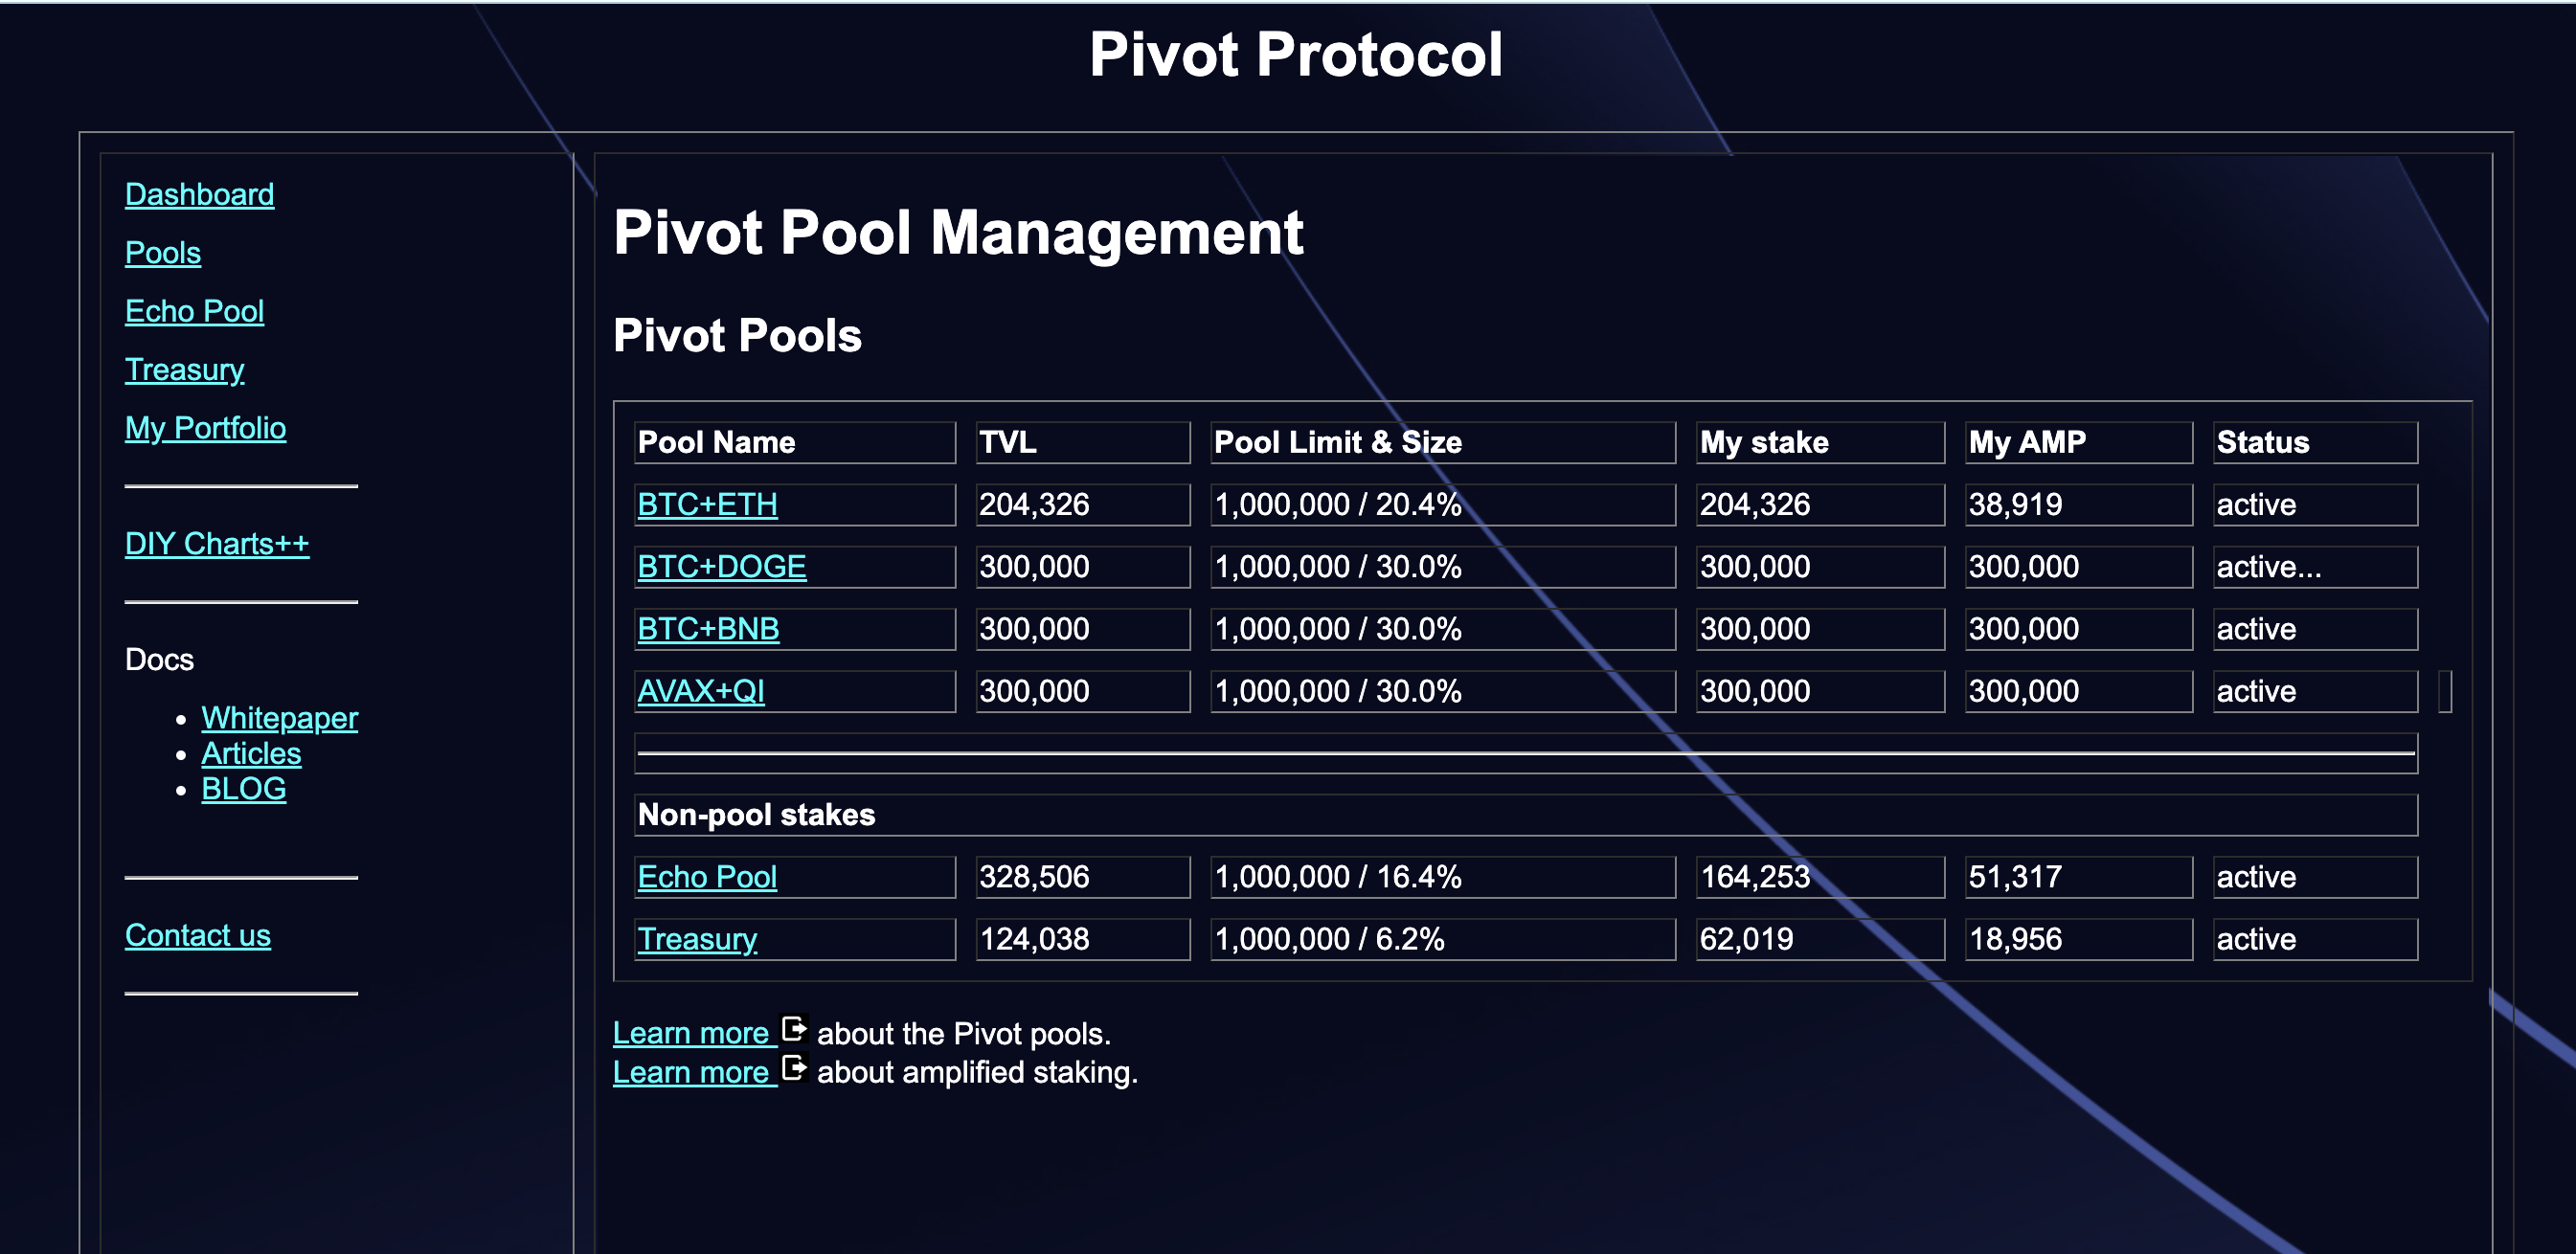 Pivot Protocol
Dashboard
Pools
Echo Pool
Treasury
My Portfolio
DIY Charts++
Docs
• Whitepaper
• Articles
• BLOG
Contact us
Pivot Pool Management
Pivot Pools
Pool Name TVL Pool Limit & Size My stake My AMP Status
BTC+ETH 204,326 1,000,000 / 20.4% 204,326 38,919 active
BTC+DOGE 300,000 1,000,000 / 30.0% 300,000 300,000 active...
BTC+BNB 300,000 1,000,000 / 30.0% 300,000 300,000 active
AVAX+QI 300,000 1,000,000 / 30.0% 300,000 300,000 active
Non-pool stakes
Echo Pool 328,506 1,000,000 / 16.4% 164,253 51,317 active
Treasury 124,038 1,000,000 / 6.2% 62,019 18,956 active
Learn more about the Pivot pools.
Learn more about amplified staking.